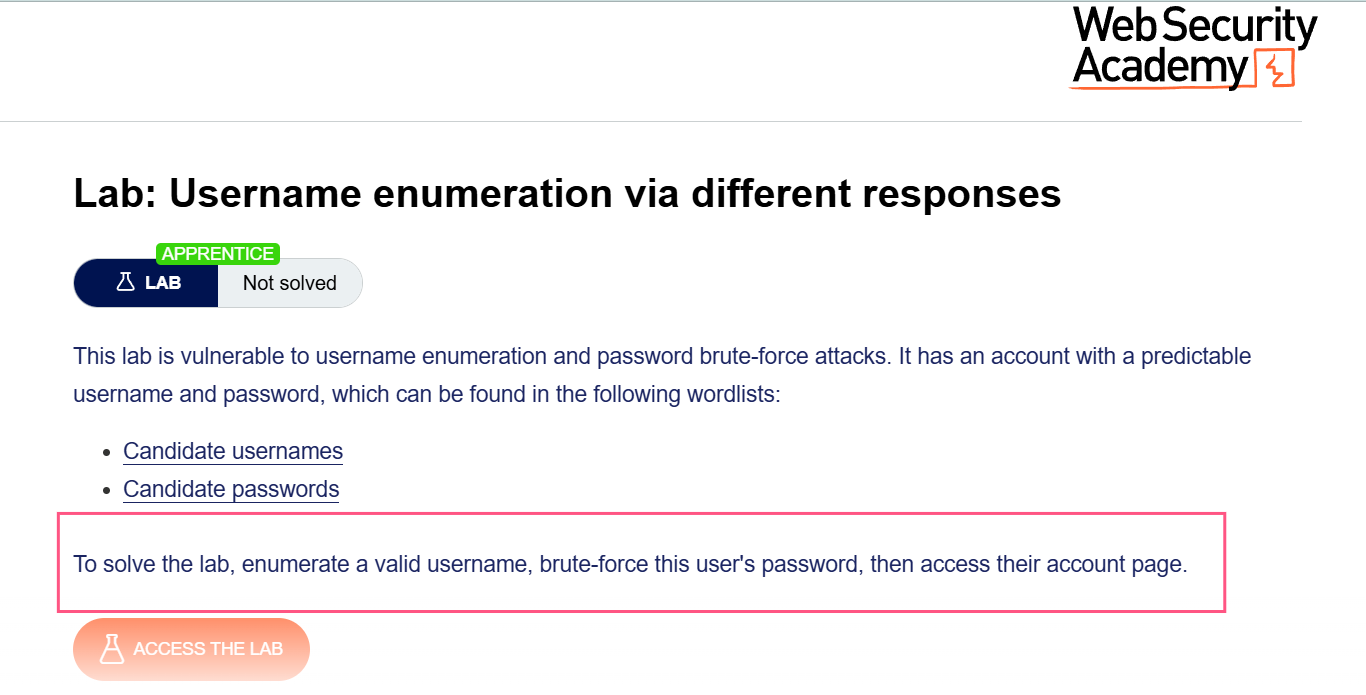 Web Security
Academy
Lab: Username enumeration via different responses
APPRENTICE
LAB
Not solved
This lab is vulnerable to username enumeration and password brute-force attacks. It has an account with a predictable
username and password, which can be found in the following wordlists:
• Candidate usernames
• Candidate passwords
To solve the lab, enumerate a valid username, brute-force this user's password, then access their account page.
ACCESS THE LAB